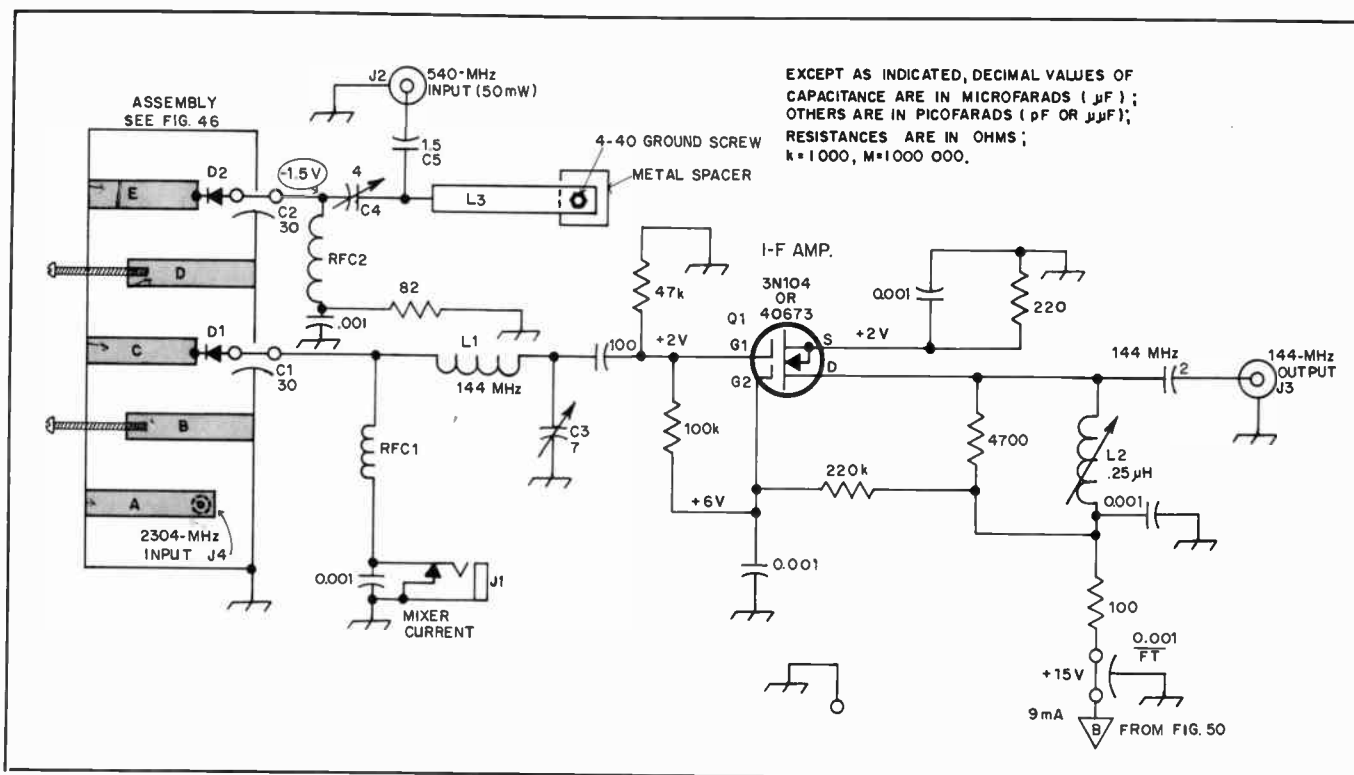 ASSEMBLY
SEE FIG. 46
J2
540-MHz
INPUT (50mW)
EXCEPT AS INDICATED, DECIMAL VALUES OF
CAPACITANCE ARE IN MICROFARADS ( µF ) ;
OTHERS ARE IN PICOFARADS ( pF OR µµF);
RESISTANCES ARE IN OHMS ;
k=1000, M=1000 000.
1.5
C5
4-40 GROUND SCREW
METAL SPACER
E
D2
-1.5 V
4
C4
L3
C2
30
D
RFC2
.001
82
C
D1
C1
30
L1
144 MHz
100
47k
+2V
I-F AMP.
3N104
OR
40673
Q1
G1
G2
S
D
+2V
0.001
220
144 MHz
2
144-MHz
OUTPUT
J3
B
RFC1
C3
7
100k
+6V
220k
4700
L2
.25µH
0.001
A
2304-MHz
INPUT J4
0.001
J1
MIXER
CURRENT
0.001
100
0.001
FT
+15V
9mA
B
FROM FIG. 50